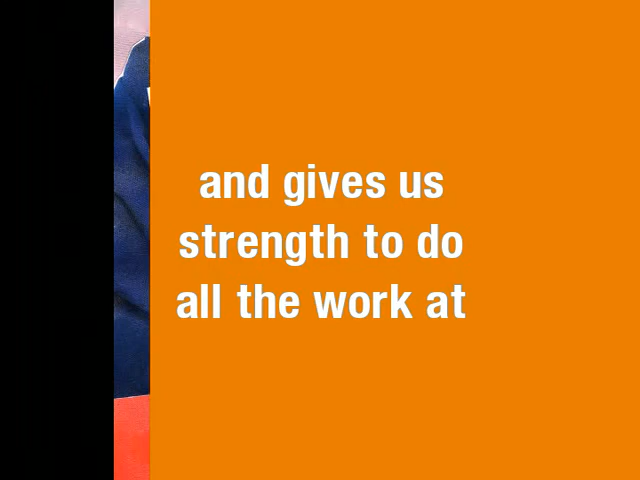 and gives us
strength to do
all the work at